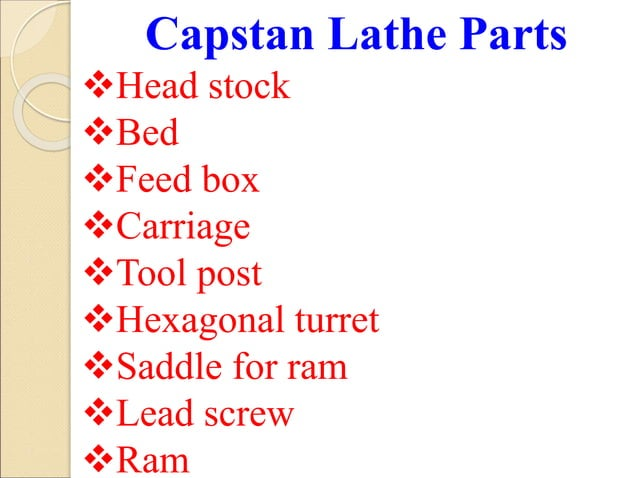 Capstan Lathe Parts
❖Head stock
❖Bed
❖Feed box
❖Carriage
❖Tool post
❖Hexagonal turret
❖Saddle for ram
❖Lead screw
❖Ram